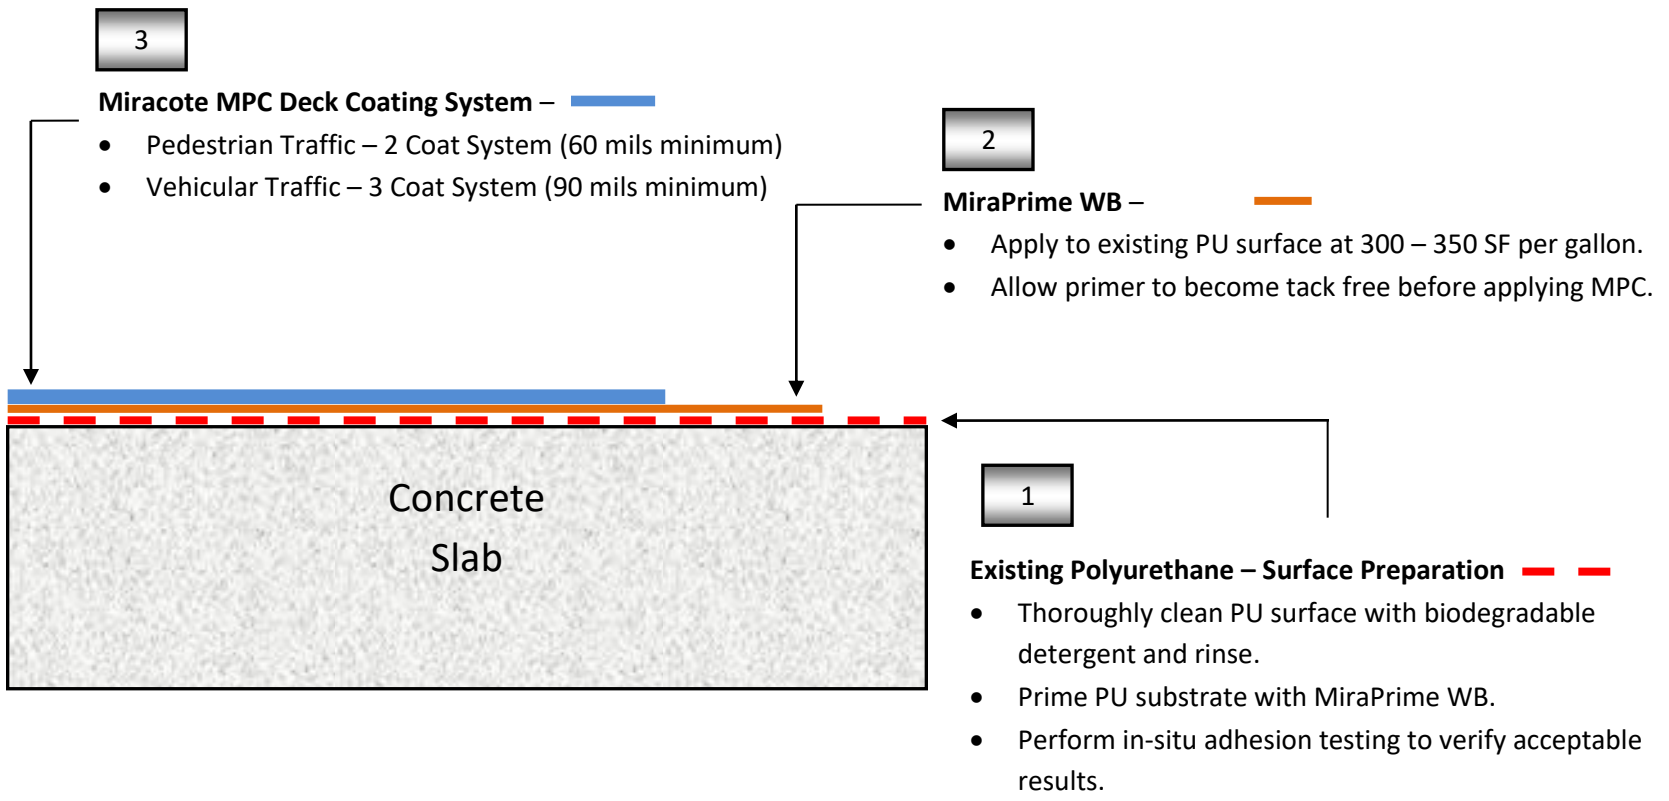 3
Miracote MPC Deck Coating System –
• Pedestrian Traffic – 2 Coat System (60 mils minimum)
• Vehicular Traffic – 3 Coat System (90 mils minimum)
2
MiraPrime WB –
• Apply to existing PU surface at 300 – 350 SF per gallon.
• Allow primer to become tack free before applying MPC.
Concrete
Slab
1
Existing Polyurethane – Surface Preparation
• Thoroughly clean PU surface with biodegradable
detergent and rinse.
• Prime PU substrate with MiraPrime WB.
• Perform in-situ adhesion testing to verify acceptable
results.